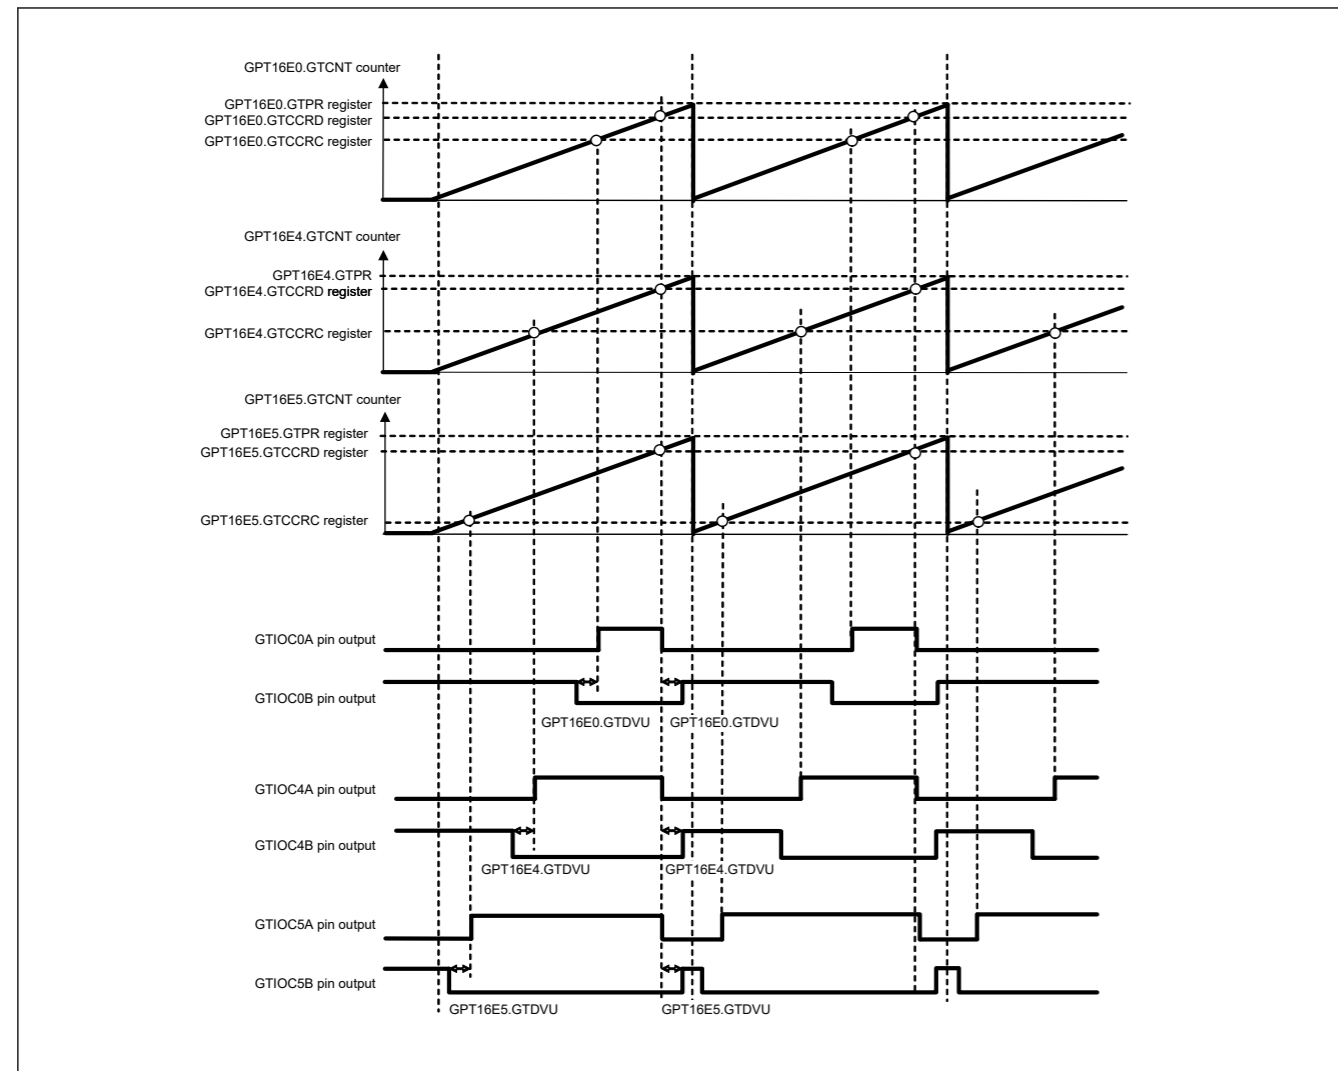 GPT16E0.GTCNT counter
GPT16E0.GTPR register
GPT16E0.GTCCRD register
GPT16E0.GTCCRC register
GPT16E4.GTCNT counter
GPT16E4.GTPR
GPT16E4.GTCCRD register
GPT16E4.GTCCRC register
GPT16E5.GTCNT counter
GPT16E5.GTPR register
GPT16E5.GTCCRD register
GPT16E5.GTCCRC register
GTIOC0A pin output
GTIOC0B pin output
GPT16E0.GTDVU GPT16E0.GTDVU
GTIOC4A pin output
GTIOC4B pin output
GPT16E4.GTDVU GPT16E4.GTDVU
GTIOC5A pin output
GTIOC5B pin output
GPT16E5.GTDVU GPT16E5.GTDVU